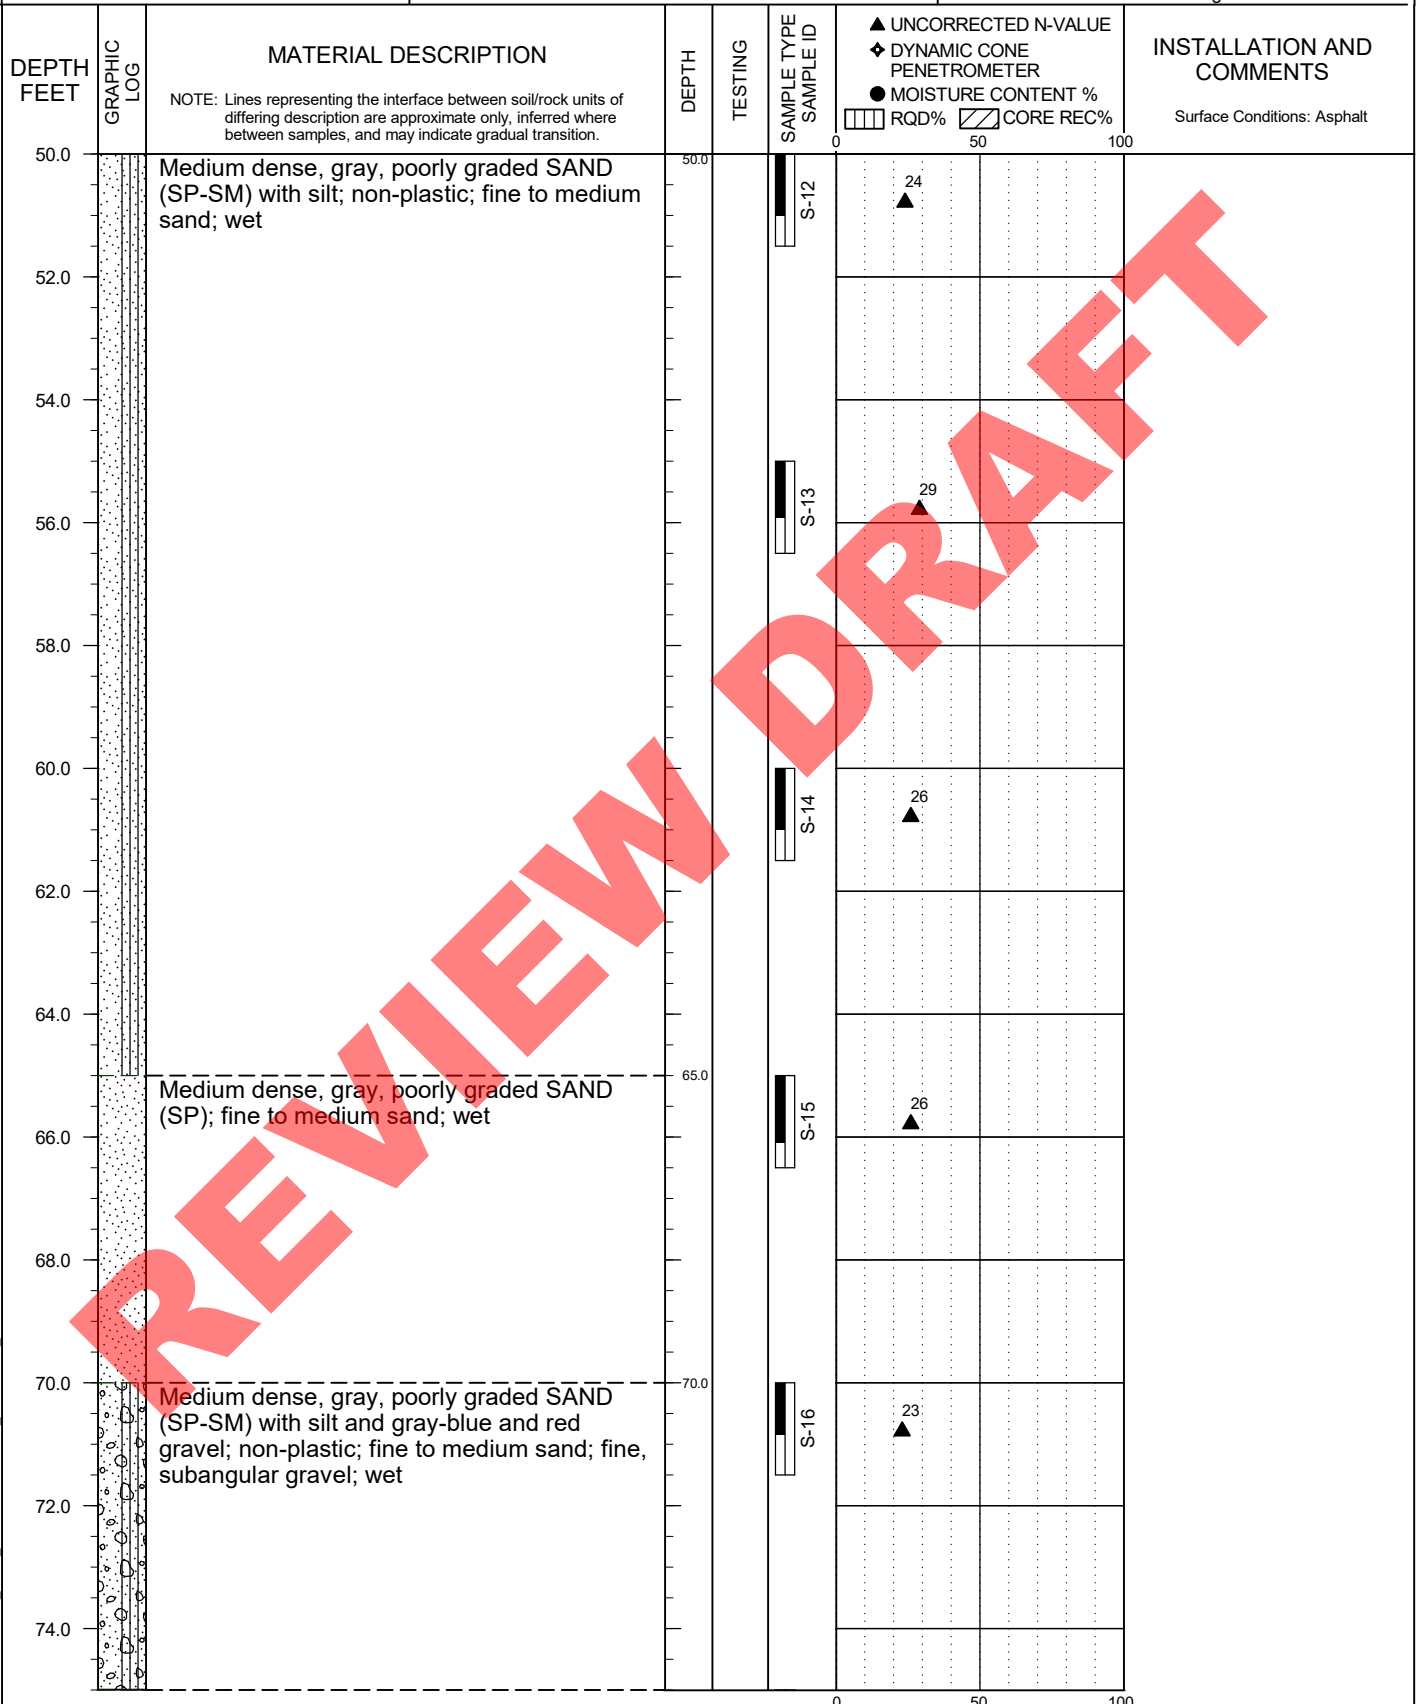 DEPTH
FEET
GRAPHIC
LOG
MATERIAL DESCRIPTION
NOTE: Lines representing the interface between soil/rock units of
differing description are approximate only, inferred where
between samples, and may indicate gradual transition.
DEPTH
TESTING
SAMPLE TYPE
SAMPLE ID
UNCORRECTED N-VALUE
DYNAMIC CONE
PENETROMETER
MOISTURE CONTENT %
RQD% CORE REC%
0 50 100
INSTALLATION AND
COMMENTS
Surface Conditions: Asphalt
50.0
Medium dense, gray, poorly graded SAND
(SP-SM) with silt; non-plastic; fine to medium
sand; wet
50.0
S-12
24
52.0
54.0
S-13
29
56.0
58.0
60.0
S-14
26
62.0
64.0
Medium dense, gray, poorly graded SAND
(SP); fine to medium sand; wet
65.0
S-15
26
66.0
68.0
70.0
Medium dense, gray, poorly graded SAND
(SP-SM) with silt and gray-blue and red
gravel; non-plastic; fine to medium sand; fine,
subangular gravel; wet
70.0
S-16
23
72.0
74.0
0 50 100
REVIEW DRAFT